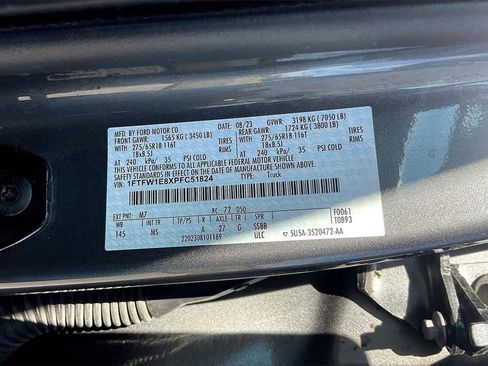 MFD. BY FORD MOTOR CO.
DATE: 08/23 GVWR: 3198 KG ( 7050 LB)
FRONT GAWR: 1565 KG ( 3450 LB) REAR GAWR: 1724 KG ( 3800 LB)
WITH 275/65R18 116T TIRES WITH 275/65R18 116T TIRES
18x8.5J RIMS 18x8.5J RIMS
AT 240 kPa/ 35 PSI COLD AT 240 kPa/ 35 PSI COLD
THIS VEHICLE CONFORMS TO ALL APPLICABLE FEDERAL MOTOR VEHICLE
SAFETY STANDARDS IN EFFECT ON THE DATE OF MANUFACTURE SHOWN ABOVE.
VIN: 1FTFW1E8XPFC51824 TYPE: Truck
EXT PNT: M7 RC: 72 DSO: F0061
WB INT TR TP/PS R AXLE TR SPR T0893
145 MS A 27 G SSBB
2202308101189 ULC SU5A-3520472-AA